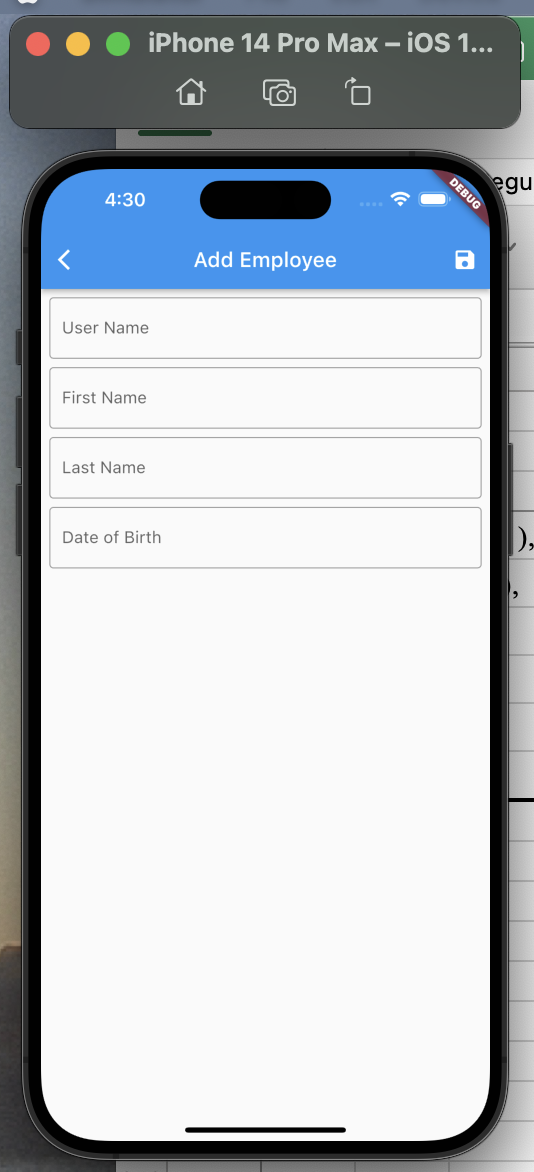 iPhone 14 Pro Max – iOS 1...
egu
4:30
DEBUG
Add Employee
User Name
First Name
Last Name
Date of Birth
),
),